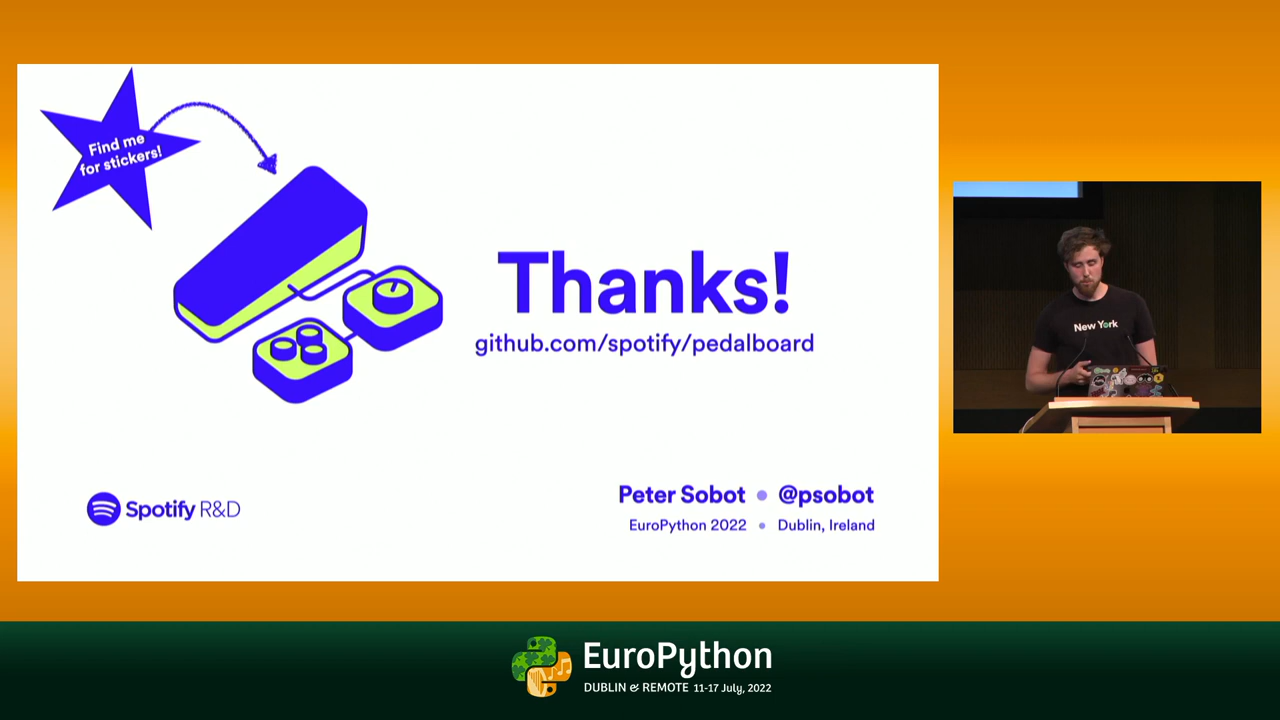 Find me
for stickers!
Thanks!
github.com/spotify/pedalboard
Spotify R&D
Peter Sobot • @psobot
EuroPython 2022 • Dublin, Ireland
New York
EuroPython
DUBLIN & REMOTE 11-17 July, 2022